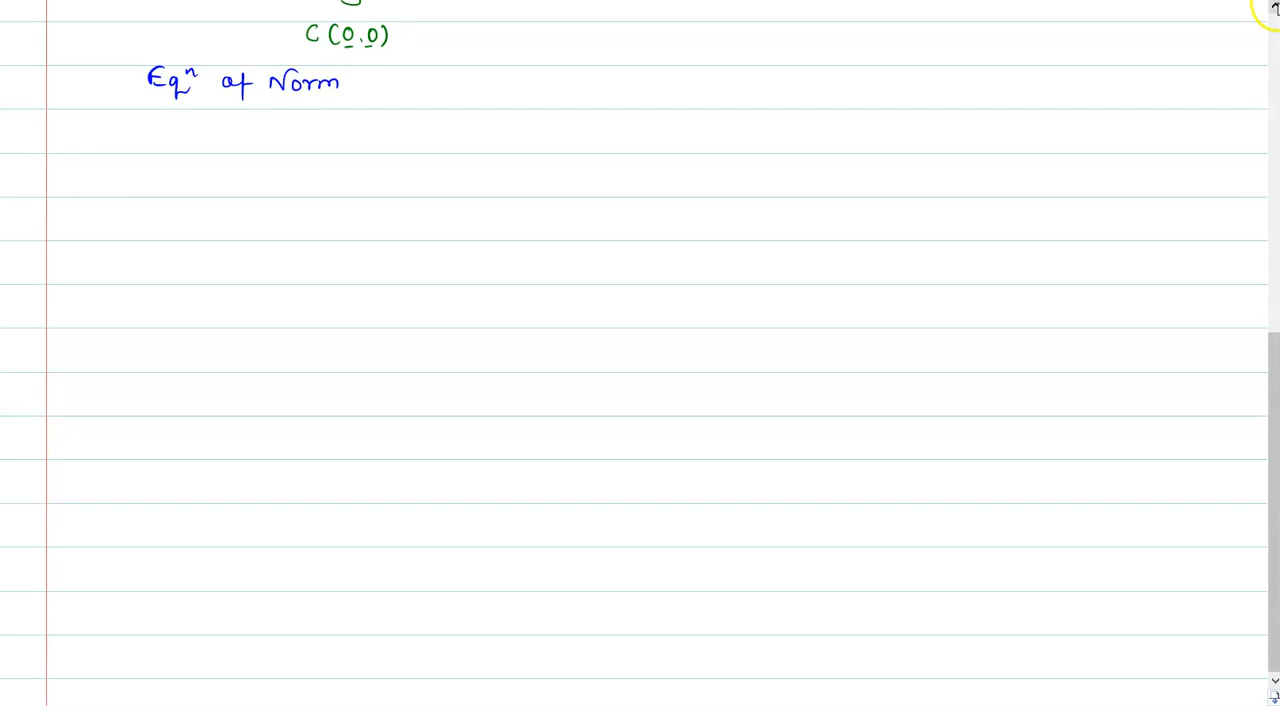 C (0,0)
Eqⁿ of Norm